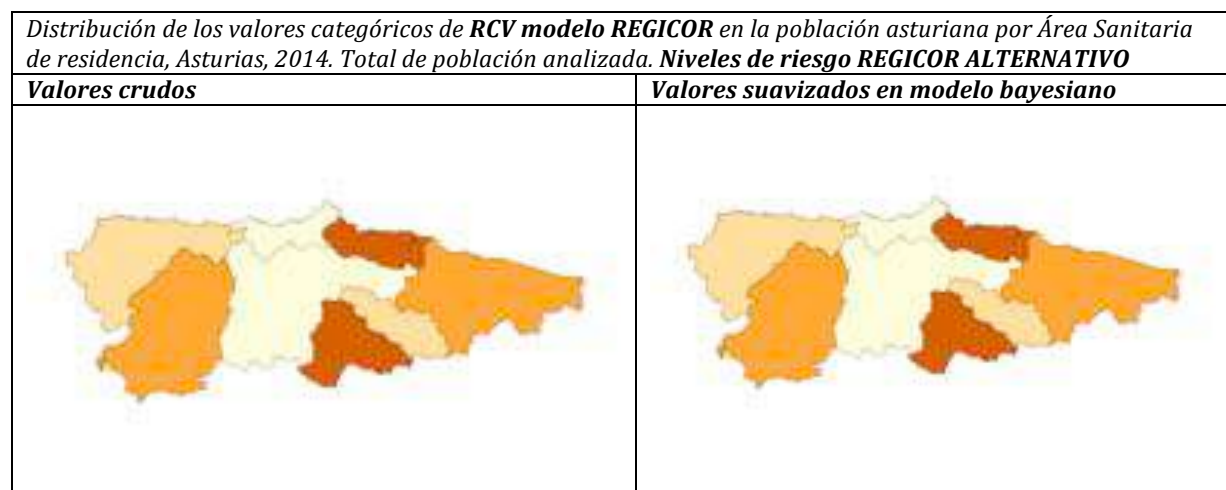 Distribución de los valores categóricos de RCV modelo REGICOR en la población asturiana por Área Sanitaria
de residencia, Asturias, 2014. Total de población analizada. Niveles de riesgo REGICOR ALTERNATIVO
Valores crudos
Valores suavizados en modelo bayesiano